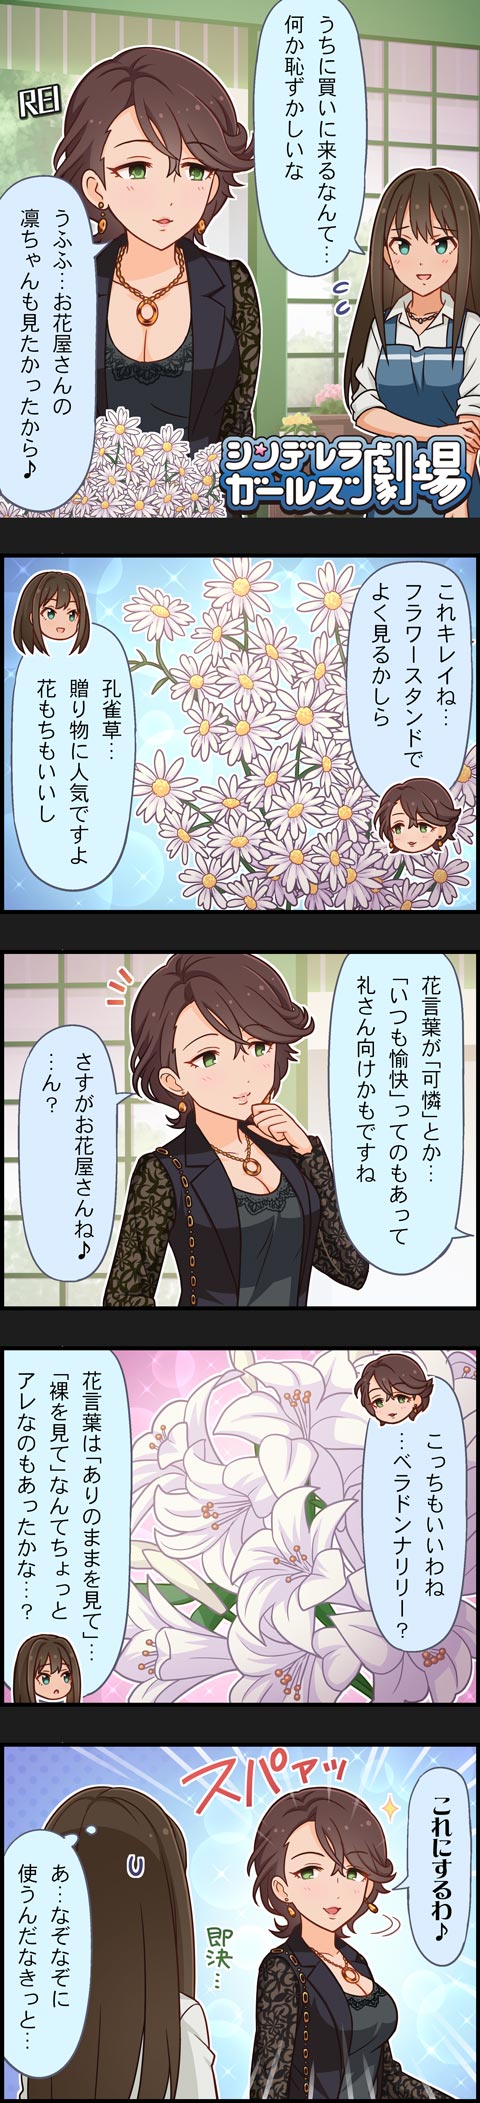 うちに買いに来るなんて…
何か恥ずかしいな
REI
うふふ…お花屋さんの
凛ちゃんも見たかったから♪
シンデレラ
ガールズ劇場
これキレイね…
フラワースタンドで
よく見るかしら
孔雀草…
贈り物に人気ですよ
花もちもいいし
花言葉が「可憐」とか…
「いつも愉快」ってのもあって
礼さん向けかもですね
さすがお花屋さんね♪
…ん?
こっちもいいわね
…ベラドンナリリー?
花言葉は「ありのままを見て」…
「裸を見て」なんてちょっと
アレなのもあったかな…?
スパァッ
これにするわ♪
即決…
あ…なぞなぞに
使うんだなきっと…